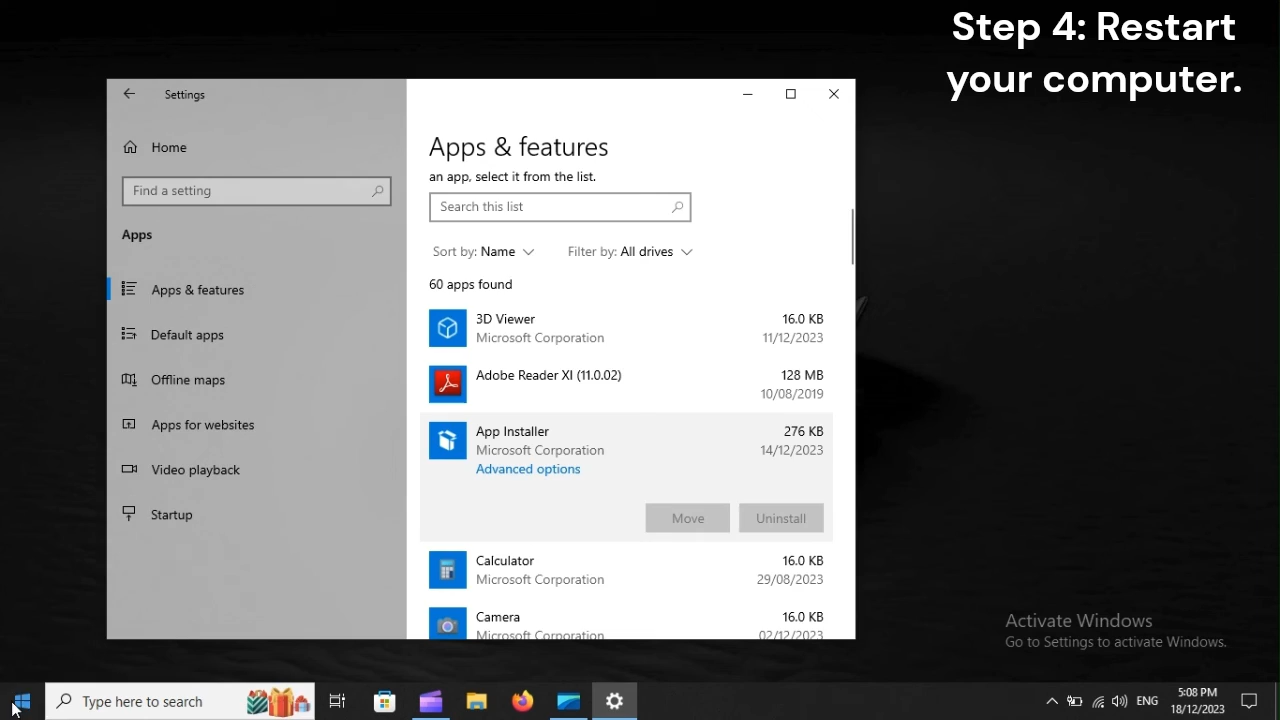 Step 4: Restart
your computer.
Settings
Home
Find a setting
Apps
Apps & features
Default apps
Offline maps
Apps for websites
Video playback
Startup
Apps & features
an app, select it from the list.
Search this list
Sort by: Name
Filter by: All drives
60 apps found
3D Viewer
16.0 KB
Microsoft Corporation
11/12/2023
Adobe Reader XI (11.0.02)
128 MB
10/08/2019
App Installer
276 KB
Microsoft Corporation
14/12/2023
Advanced options
Move
Uninstall
Calculator
16.0 KB
Microsoft Corporation
29/08/2023
Camera
16.0 KB
Microsoft Corporation
02/12/2023
Activate Windows
Go to Settings to activate Windows.
Type here to search
ENG
5:08 PM
18/12/2023